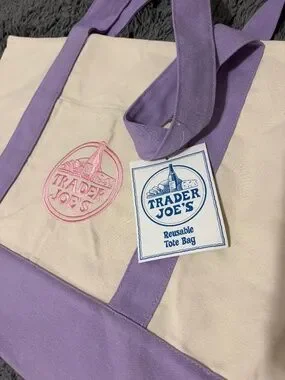 TRADER
JOE'S
TRADER
JOE'S
Reusable
Tote Bag